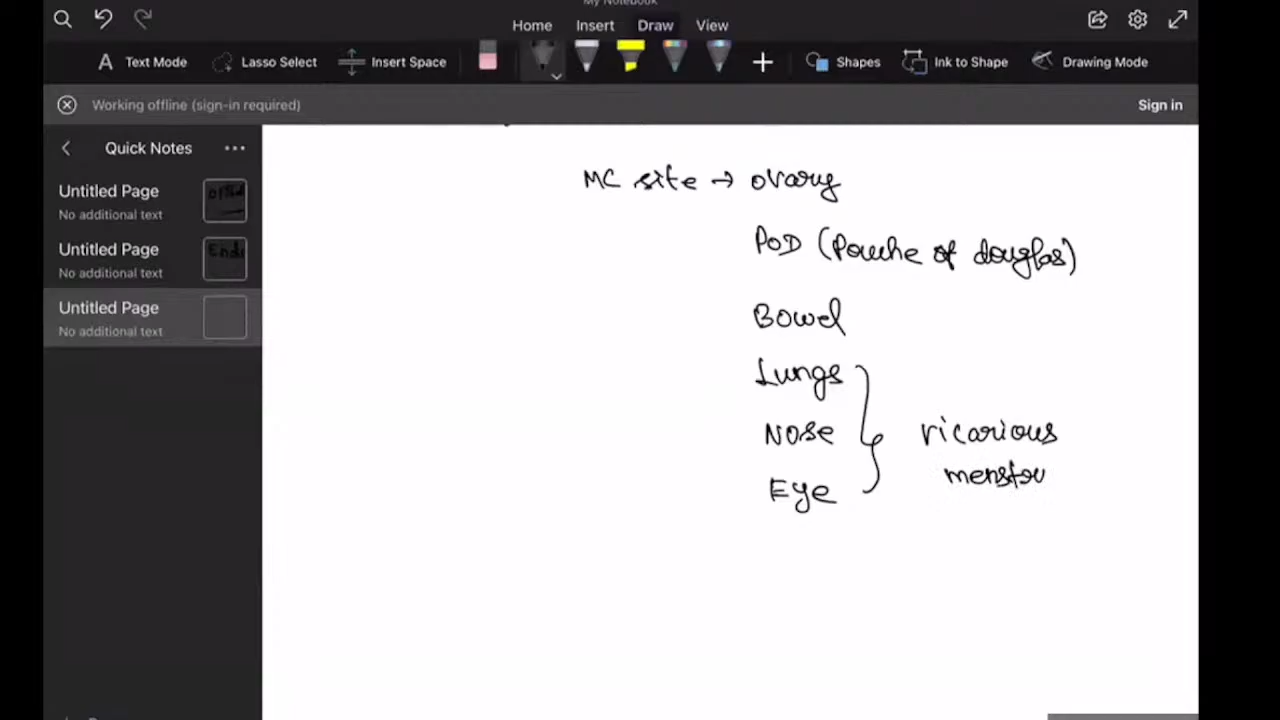 My Notebook
Home Insert Draw View
Text Mode Lasso Select Insert Space Shapes Ink to Shape Drawing Mode
Working offline (sign-in required) Sign in
Quick Notes
Untitled Page
No additional text
Untitled Page
No additional text
Untitled Page
No additional text
MC site → ovary
POD (Pouche of douglas)
Bowel
Lungs
Nose
Eye
vicarious
menstru